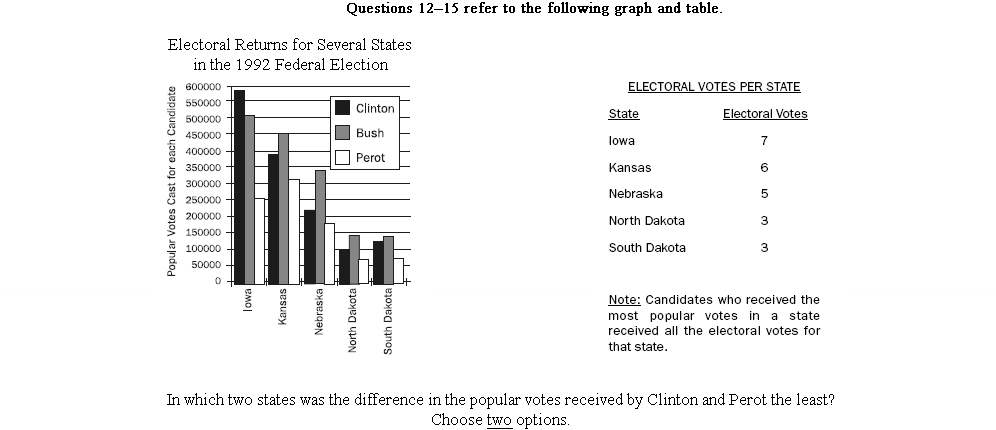 Questions 12–15 refer to the following graph and table.
Electoral Returns for Several States
in the 1992 Federal Election
Popular Votes Cast for each Candidate
600000
550000
500000
450000
400000
350000
300000
250000
200000
150000
100000
50000
0
Clinton
Bush
Perot
Iowa
Kansas
Nebraska
North Dakota
South Dakota
ELECTORAL VOTES PER STATE
State Electoral Votes
Iowa 7
Kansas 6
Nebraska 5
North Dakota 3
South Dakota 3
Note: Candidates who received the
most popular votes in a state
received all the electoral votes for
that state.
In which two states was the difference in the popular votes received by Clinton and Perot the least?
Choose two options.